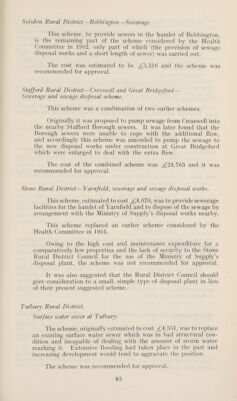 Seisdon Rural District—Bobbington—Sewerage.
This scheme, to provide sewers in the hamlet of Bobbington,
is the remaining part of the scheme considered by the Health
Committee in 1952, only part of which (the provision of sewage
disposal works and a short length of sewer) was carried out.
The cost was estimated to be £5,316 and the scheme was
recommended for approval.
Stafford Rural District—Creswell and Great Bridgeford—
Sewerage and sewage disposal scheme.
This scheme was a combination of two earlier schemes.
Originally it was proposed to pump sewage from Creswell into
the nearby Stafford Borough sewers. It was later found that the
Borough sewers were unable to cope with the additional flow,
and accordingly this scheme was amended to pump the sewage to
the new disposal works under construction at Great Bridgeford
which were enlarged to deal with the extra flow.
The cost of the combined scheme was £24,763 and it was
recommended for approval.
Stone Rural District—Yarnfield, sewerage and sewage disposal works.
This scheme, estimated to cost £4,070, was to provide sewerage
facilities for the hamlet of Yarnfield and to dispose of the sewage by
arrangement with the Ministry of Supply's disposal works nearby.
This scheme replaced an earlier scheme considered by the
Health Committee in 1951.
Owing to the high cost and maintenance expenditure for a
comparatively few properties and the lack of security to the Stone
Rural District Council for the use of the Ministry of Supply's
disposal plant, the scheme was not recommended for approval.
It was also suggested that the Rural District Council should
give consideration to a small, simple type of disposal plant in lieu
of their present suggested scheme.
Tutbury Rural District.
Surface water sewer at Tutbury.
The scheme, originally estimated to cost £4,551, was to replace
an existing surface sewer which was in bad structural con-
dition and incapable of dealing with the amount of storm water
reaching it. Extensive flooding had taken place in the past and
increasing development would tend to aggravate the position.
The scheme was recommended for approval.